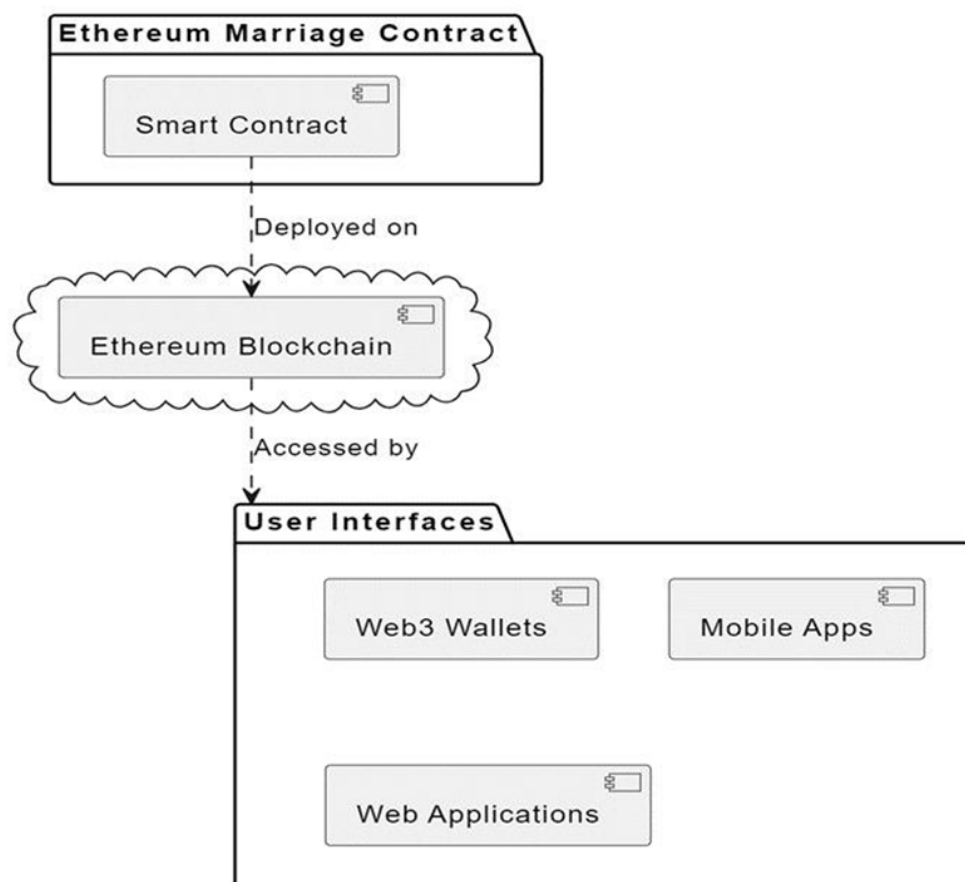 Ethereum Marriage Contract
Smart Contract
Deployed on
Ethereum Blockchain
Accessed by
User Interfaces
Web3 Wallets
Mobile Apps
Web Applications